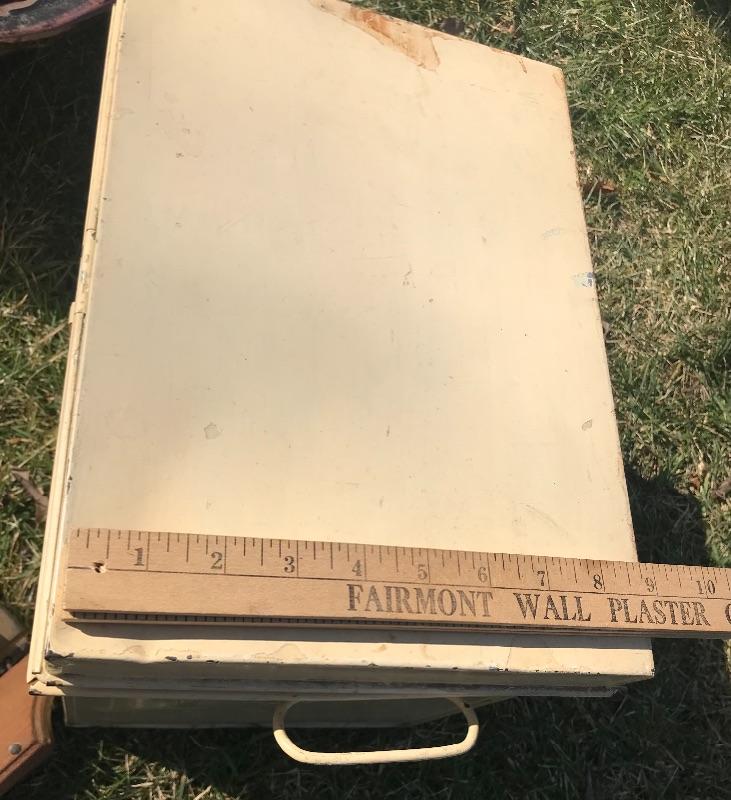 1 2 3 4 5 6 7 8 9 10
FAIRMONT WALL PLASTER